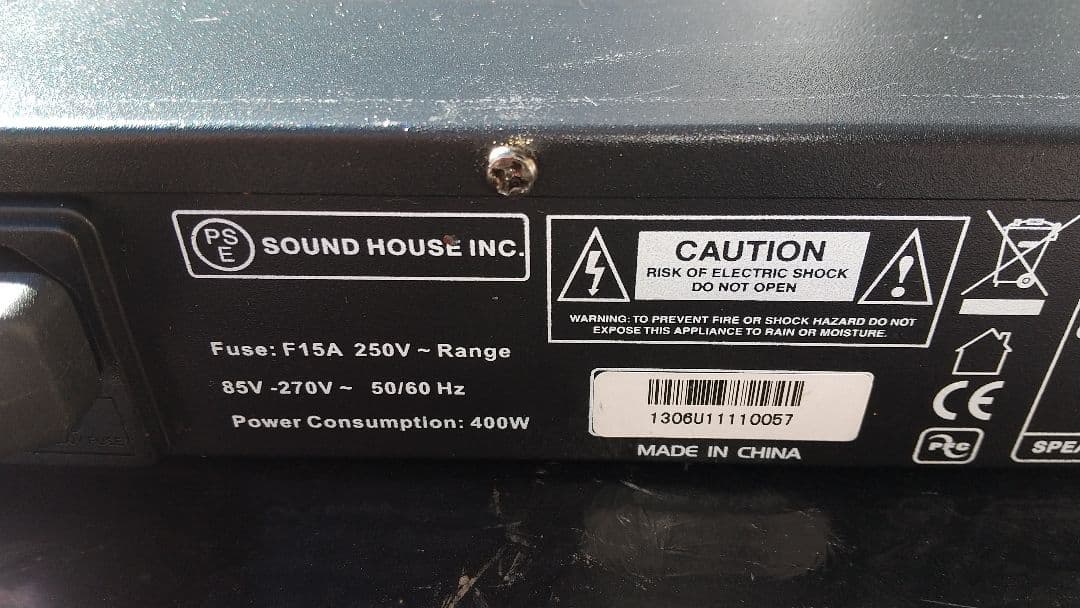 PS
E
SOUND HOUSE INC.
CAUTION
RISK OF ELECTRIC SHOCK
DO NOT OPEN
WARNING: TO PREVENT FIRE OR SHOCK HAZARD DO NOT
EXPOSE THIS APPLIANCE TO RAIN OR MOISTURE.
Fuse: F15A 250V ~ Range
85V -270V ~ 50/60 Hz
Power Consumption: 400W
1306U11110057
MADE IN CHINA
CE